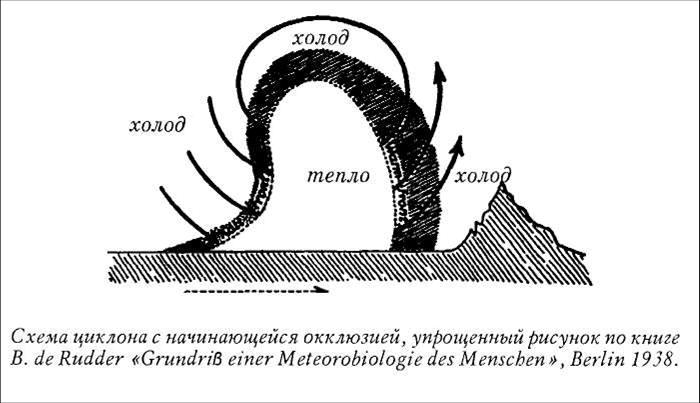 холод
холод
тепло
холод
Схема циклона с начинающейся окклюзией, упрощенный рисунок по книге
B. de Rudder «Grundriß einer Meteorobiologie des Menschen», Berlin 1938.